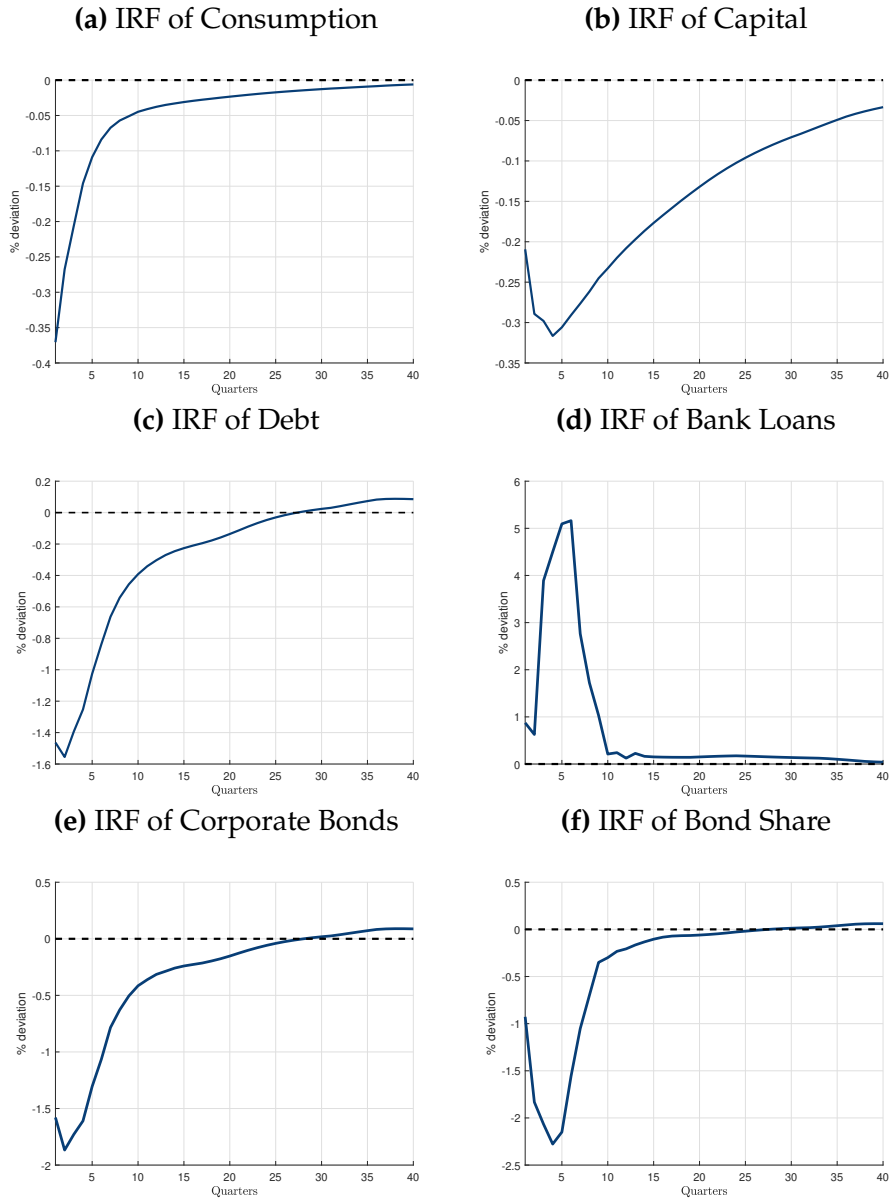 (a) IRF of Consumption
(b) IRF of Capital
0
-0.05
-0.1
-0.15
-0.2
-0.25
-0.3
-0.35
-0.4
% deviation
5 10 15 20 25 30 35 40
Quarters
0
-0.05
-0.1
-0.15
-0.2
-0.25
-0.3
-0.35
% deviation
5 10 15 20 25 30 35 40
Quarters
(c) IRF of Debt
(d) IRF of Bank Loans
0.2
0
-0.2
-0.4
-0.6
-0.8
-1
-1.2
-1.4
-1.6
% deviation
5 10 15 20 25 30 35 40
Quarters
6
5
4
3
2
1
0
% deviation
5 10 15 20 25 30 35 40
Quarters
(e) IRF of Corporate Bonds
(f) IRF of Bond Share
0.5
0
-0.5
-1
-1.5
-2
% deviation
5 10 15 20 25 30 35 40
Quarters
0.5
0
-0.5
-1
-1.5
-2
-2.5
% deviation
5 10 15 20 25 30 35 40
Quarters